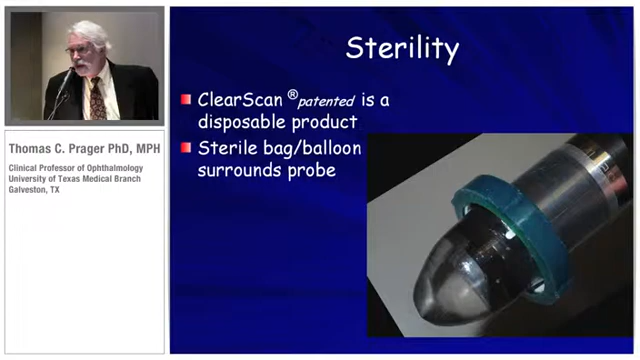 Thomas C. Prager PhD, MPH
Clinical Professor of Ophthalmology
University of Texas Medical Branch
Galveston, TX
Sterility
ClearScan ®patented is a
disposable product
Sterile bag/balloon
surrounds probe